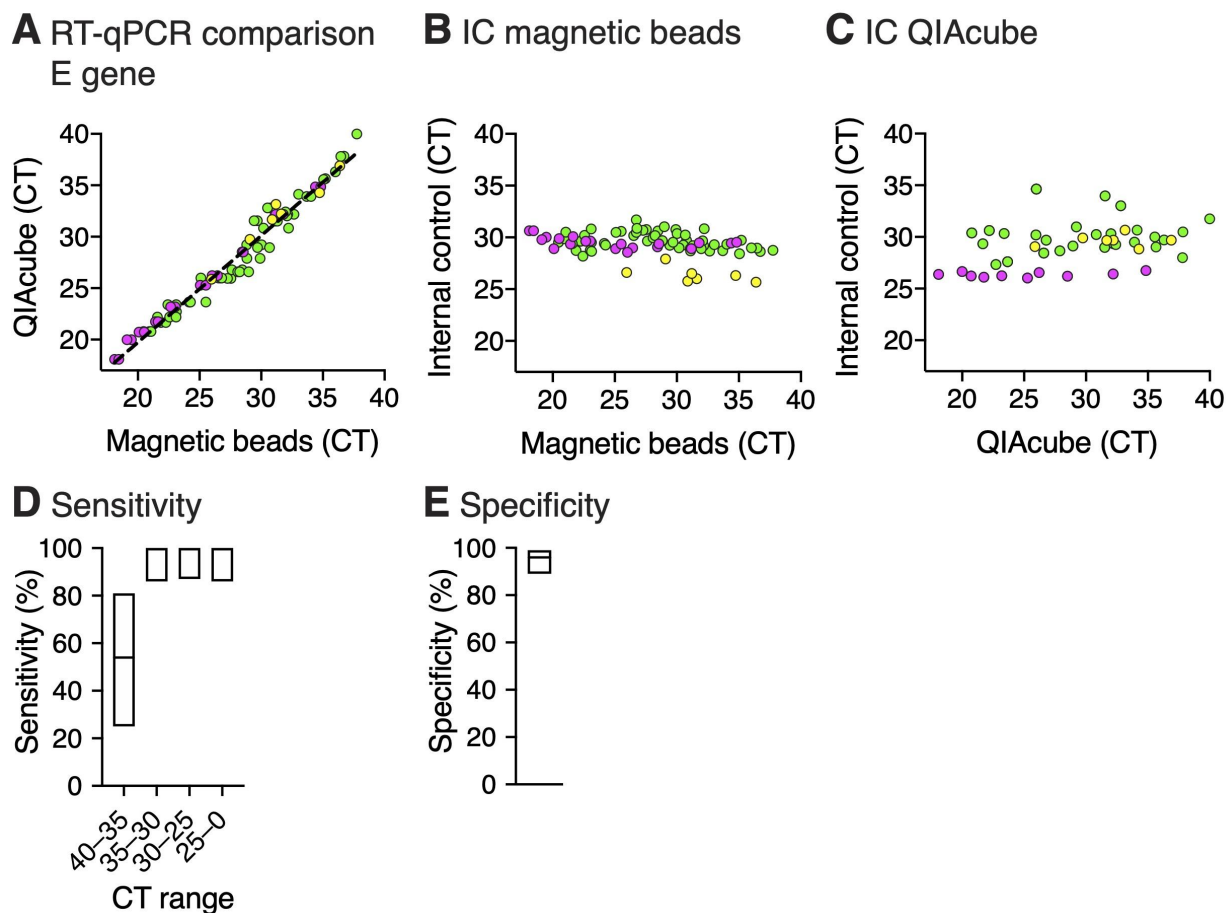 A RT-qPCR comparison
E gene
B IC magnetic beads
C IC QIAcube
QIAcube (CT)
40
35
30
25
20
20 25 30 35 40
Magnetic beads (CT)
Internal control (CT)
40
35
30
25
20
20 25 30 35 40
Magnetic beads (CT)
Internal control (CT)
40
35
30
25
20
20 25 30 35 40
QIAcube (CT)
D Sensitivity
Sensitivity (%)
100
80
60
40
20
0
40–35
35–30
30–25
25–0
CT range
E Specificity
Specificity (%)
100
80
60
40
20
0